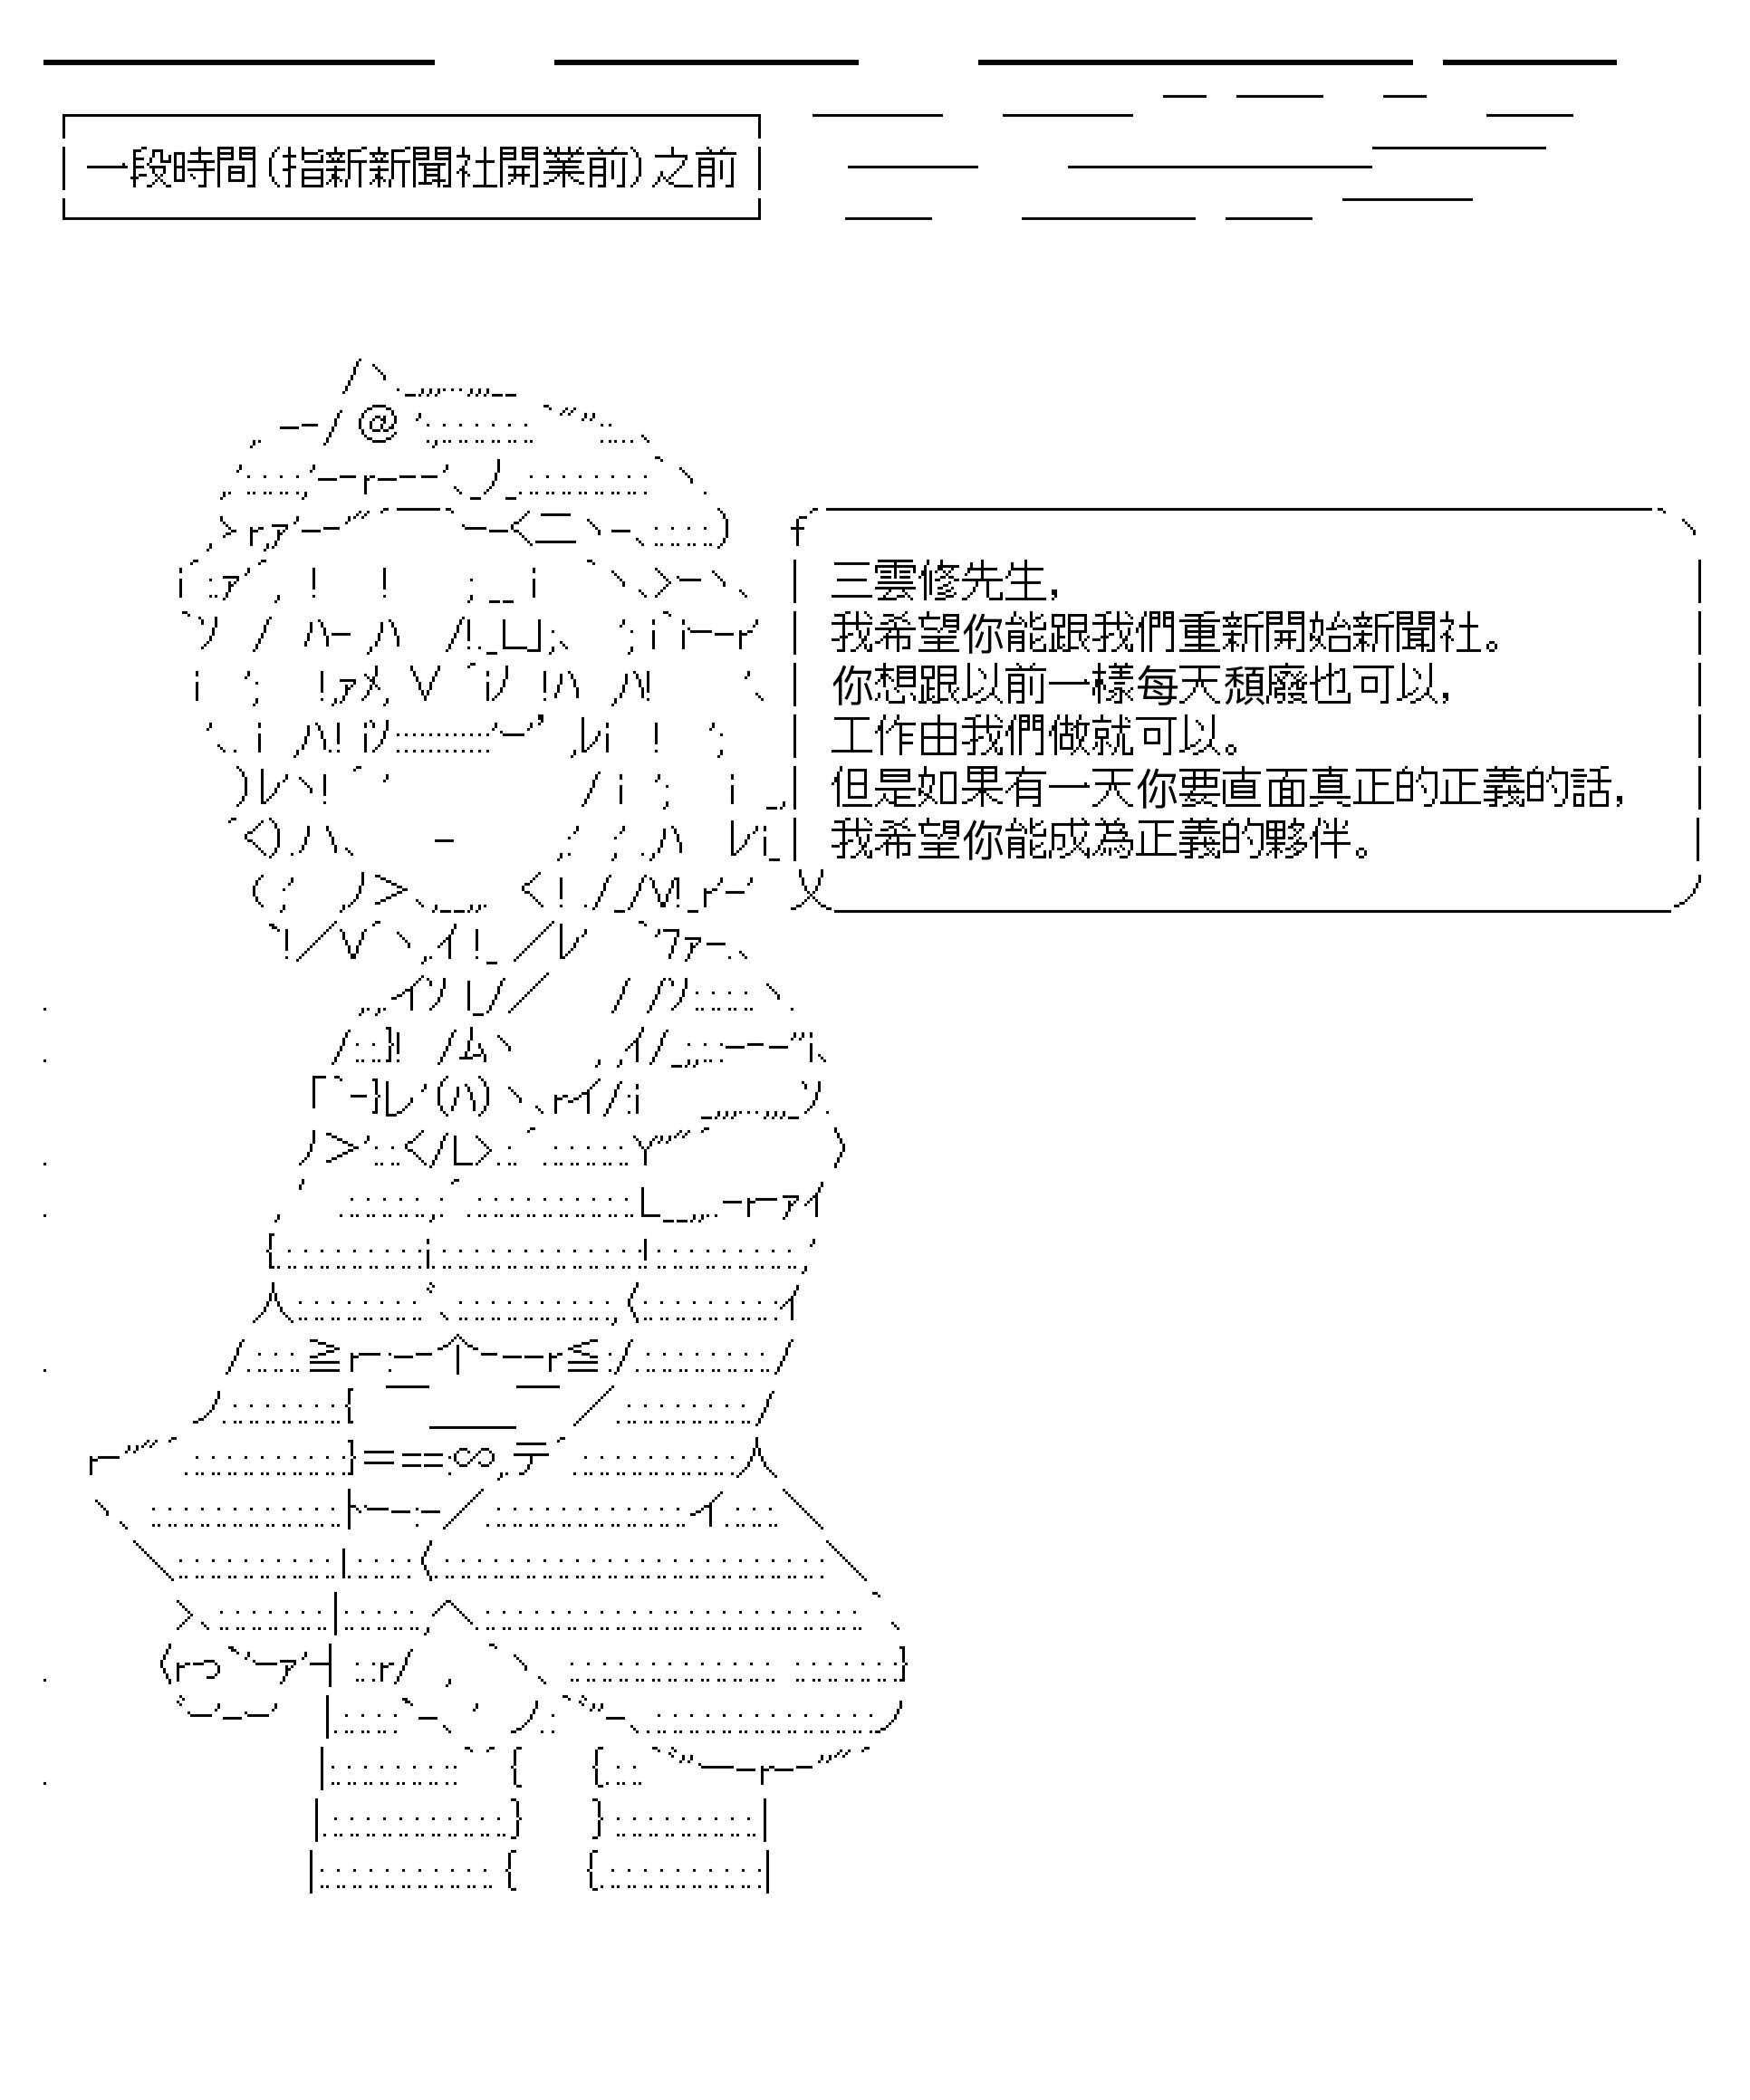 一段時間(指新新聞社開業前)之前
三雲修先生,
我希望你能跟我們重新開始新聞社。
你想跟以前一樣每天頹廢也可以,
工作由我們做就可以。
但是如果有一天你要直面真正的正義的話,
我希望你能成為正義的夥伴。